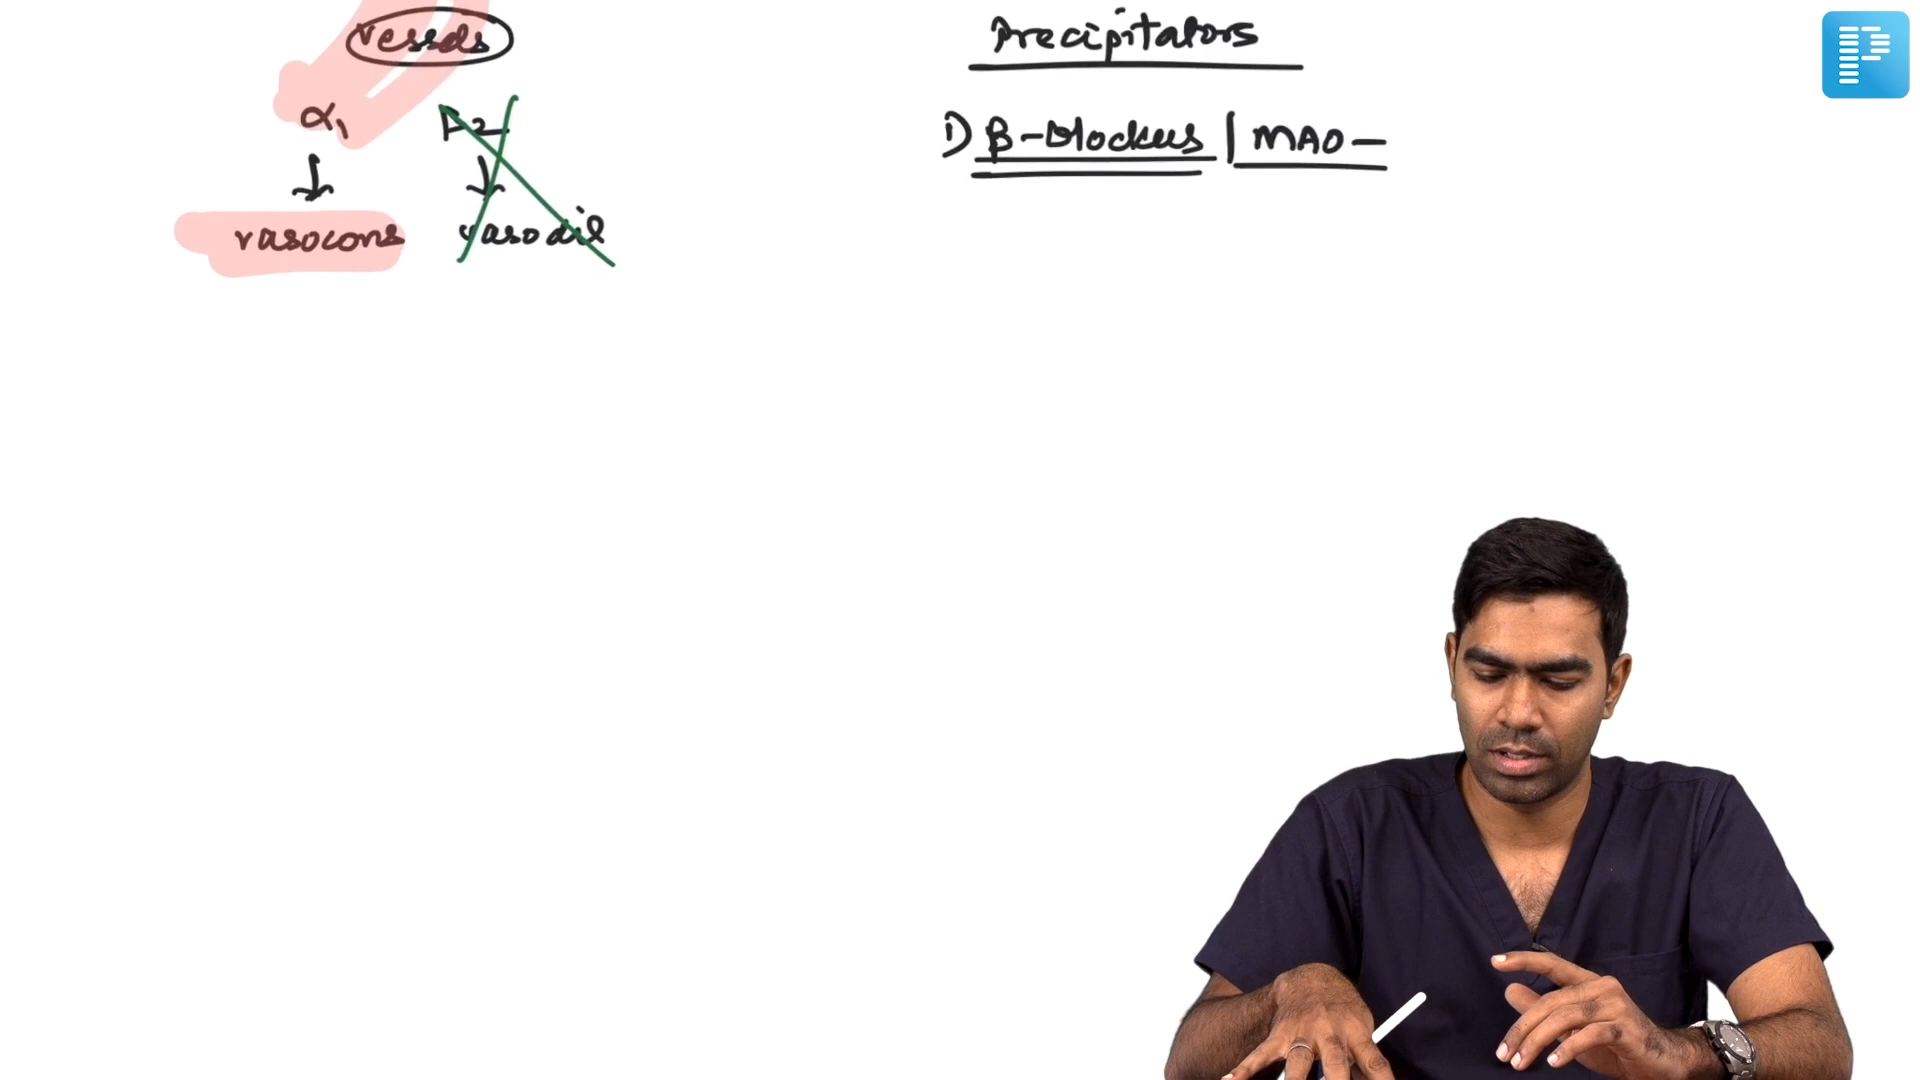 vessels
α₁ β2
↓ ↓
vasocons vasodil
Precipitators
1) β-blockers | MAO –